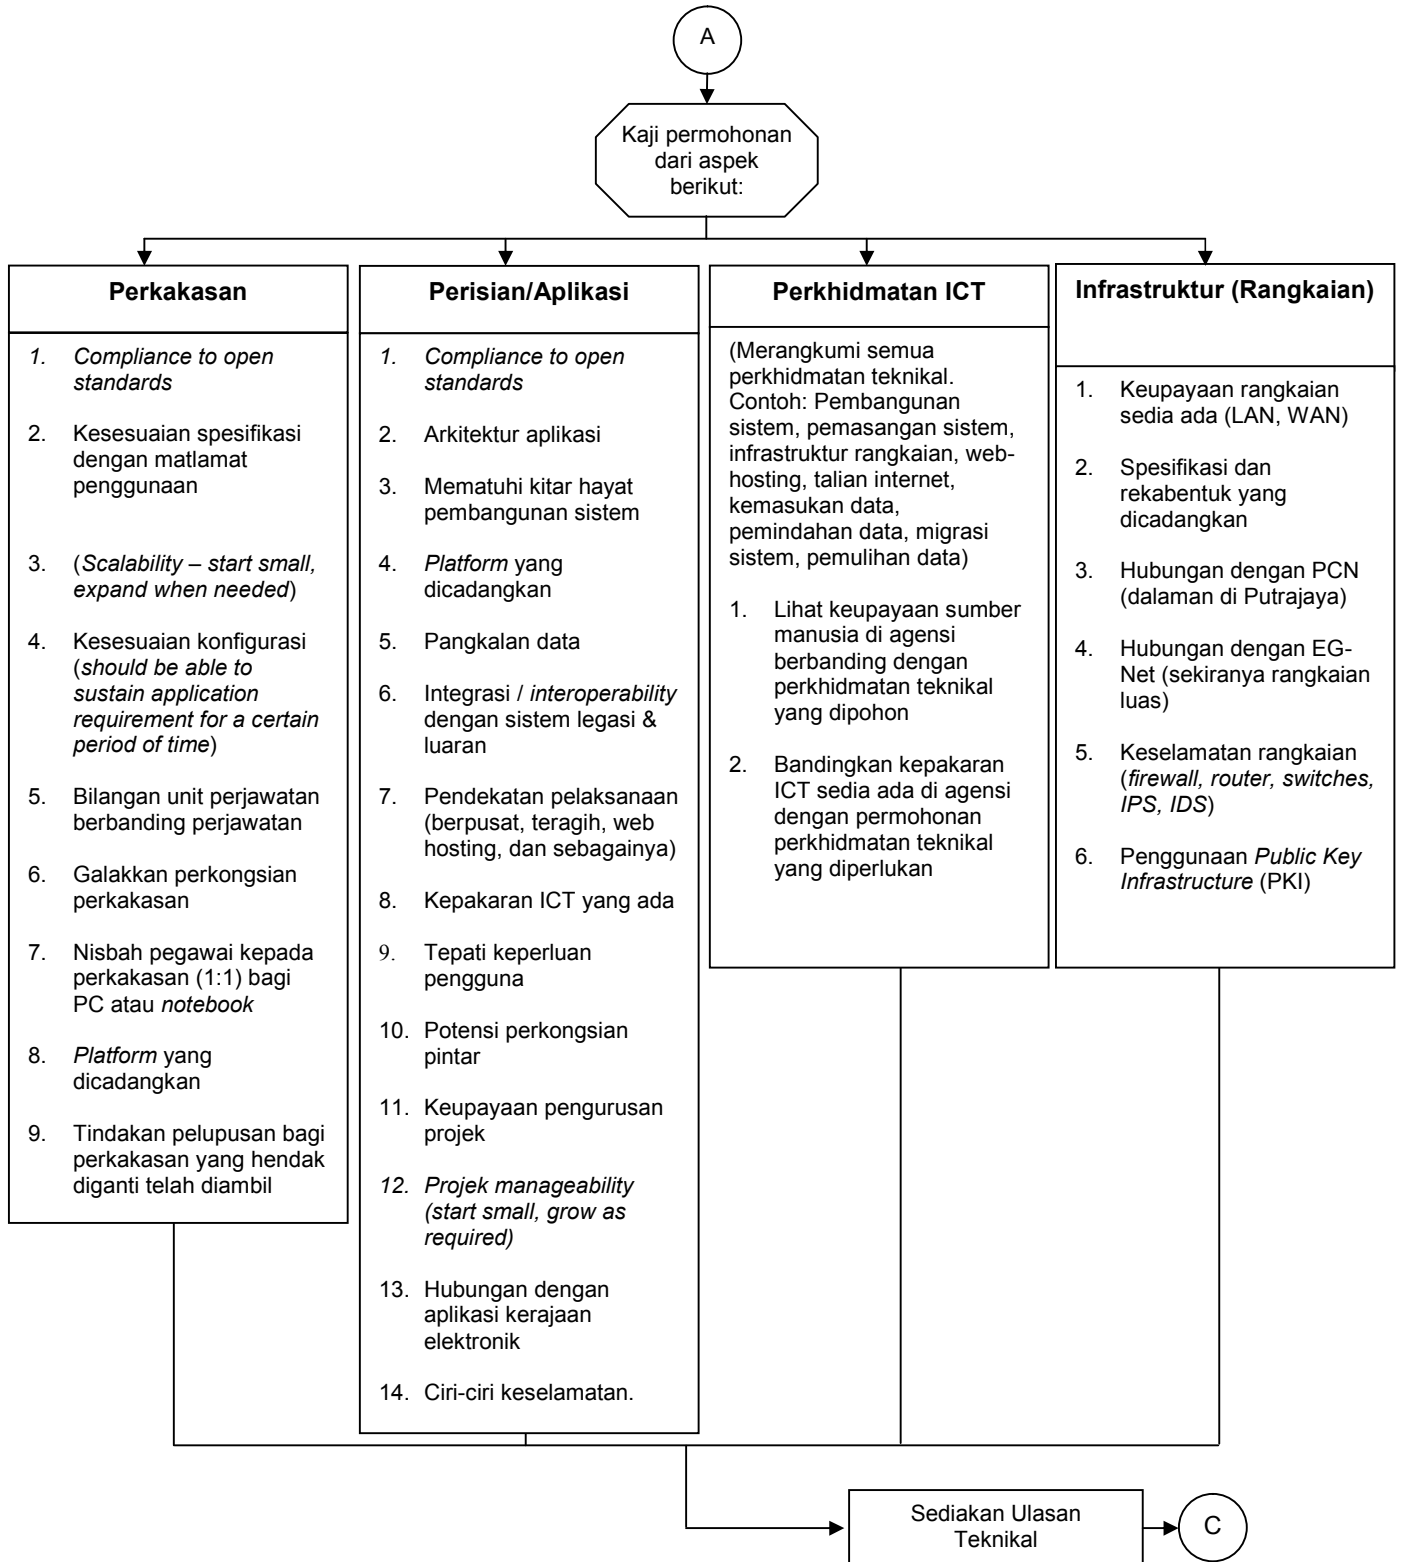 A
Kaji permohonan
dari aspek
berikut:
Perkakasan
1. Compliance to open
standards
2. Kesesuaian spesifikasi
dengan matlamat
penggunaan
3. (Scalability – start small,
expand when needed)
4. Kesesuaian konfigurasi
(should be able to
sustain application
requirement for a certain
period of time)
5. Bilangan unit perjawatan
berbanding perjawatan
6. Galakkan perkongsian
perkakasan
7. Nisbah pegawai kepada
perkakasan (1:1) bagi
PC atau notebook
8. Platform yang
dicadangkan
9. Tindakan pelupusan bagi
perkakasan yang hendak
diganti telah diambil
Perisian/Aplikasi
1. Compliance to open
standards
2. Arkitektur aplikasi
3. Mematuhi kitar hayat
pembangunan sistem
4. Platform yang
dicadangkan
5. Pangkalan data
6. Integrasi / interoperability
dengan sistem legasi &
luaran
7. Pendekatan pelaksanaan
(berpusat, teragih, web
hosting, dan sebagainya)
8. Kepakaran ICT yang ada
9. Tepati keperluan
pengguna
10. Potensi perkongsian
pintar
11. Keupayaan pengurusan
projek
12. Projek manageability
(start small, grow as
required)
13. Hubungan dengan
aplikasi kerajaan
elektronik
14. Ciri-ciri keselamatan.
Perkhidmatan ICT
(Merangkumi semua
perkhidmatan teknikal.
Contoh: Pembangunan
sistem, pemasangan sistem,
infrastruktur rangkaian, web-
hosting, talian internet,
kemasukan data,
pemindahan data, migrasi
sistem, pemulihan data)
1. Lihat keupayaan sumber
manusia di agensi
berbanding dengan
perkhidmatan teknikal
yang dipohon
2. Bandingkan kepakaran
ICT sedia ada di agensi
dengan permohonan
perkhidmatan teknikal
yang diperlukan
Infrastruktur (Rangkaian)
1. Keupayaan rangkaian
sedia ada (LAN, WAN)
2. Spesifikasi dan
rekabentuk yang
dicadangkan
3. Hubungan dengan PCN
(dalaman di Putrajaya)
4. Hubungan dengan EG-
Net (sekiranya rangkaian
luas)
5. Keselamatan rangkaian
(firewall, router, switches,
IPS, IDS)
6. Penggunaan Public Key
Infrastructure (PKI)
Sediakan Ulasan
Teknikal
C